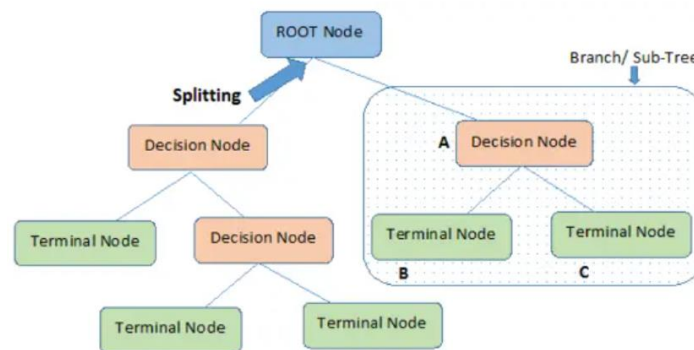 ROOT Node
Branch/ Sub-Tree
Splitting
Decision Node
A
Decision Node
Terminal Node
Decision Node
Terminal Node
Terminal Node
B
C
Terminal Node
Terminal Node